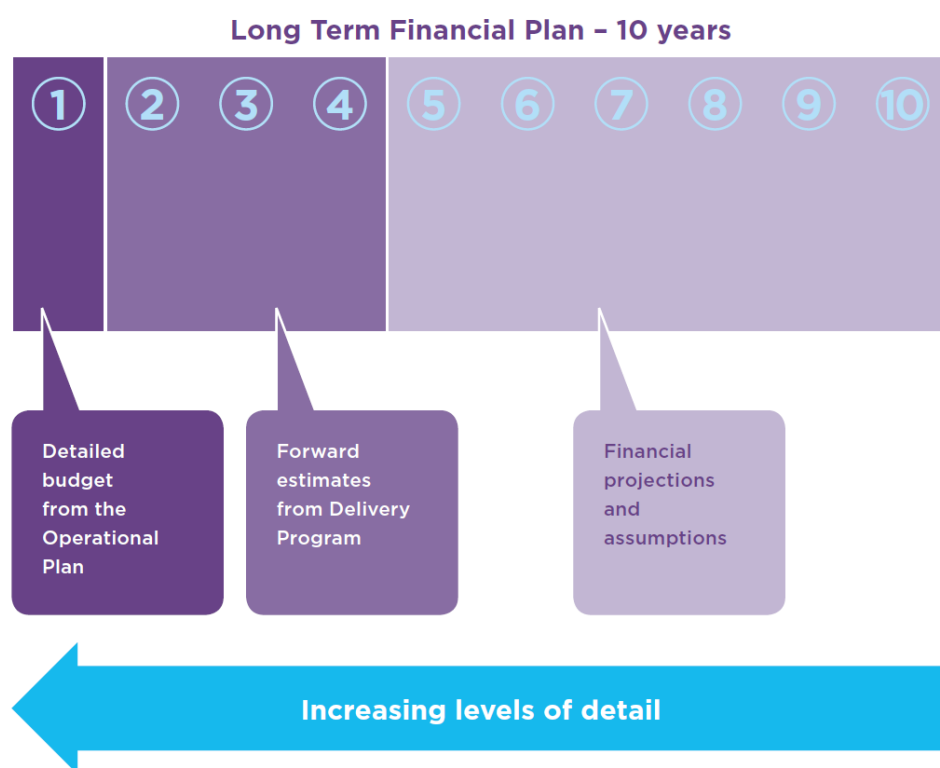 Long Term Financial Plan – 10 years
1 2 3 4 5 6 7 8 9 10
Detailed
budget
from the
Operational
Plan
Forward
estimates
from Delivery
Program
Financial
projections
and
assumptions
Increasing levels of detail